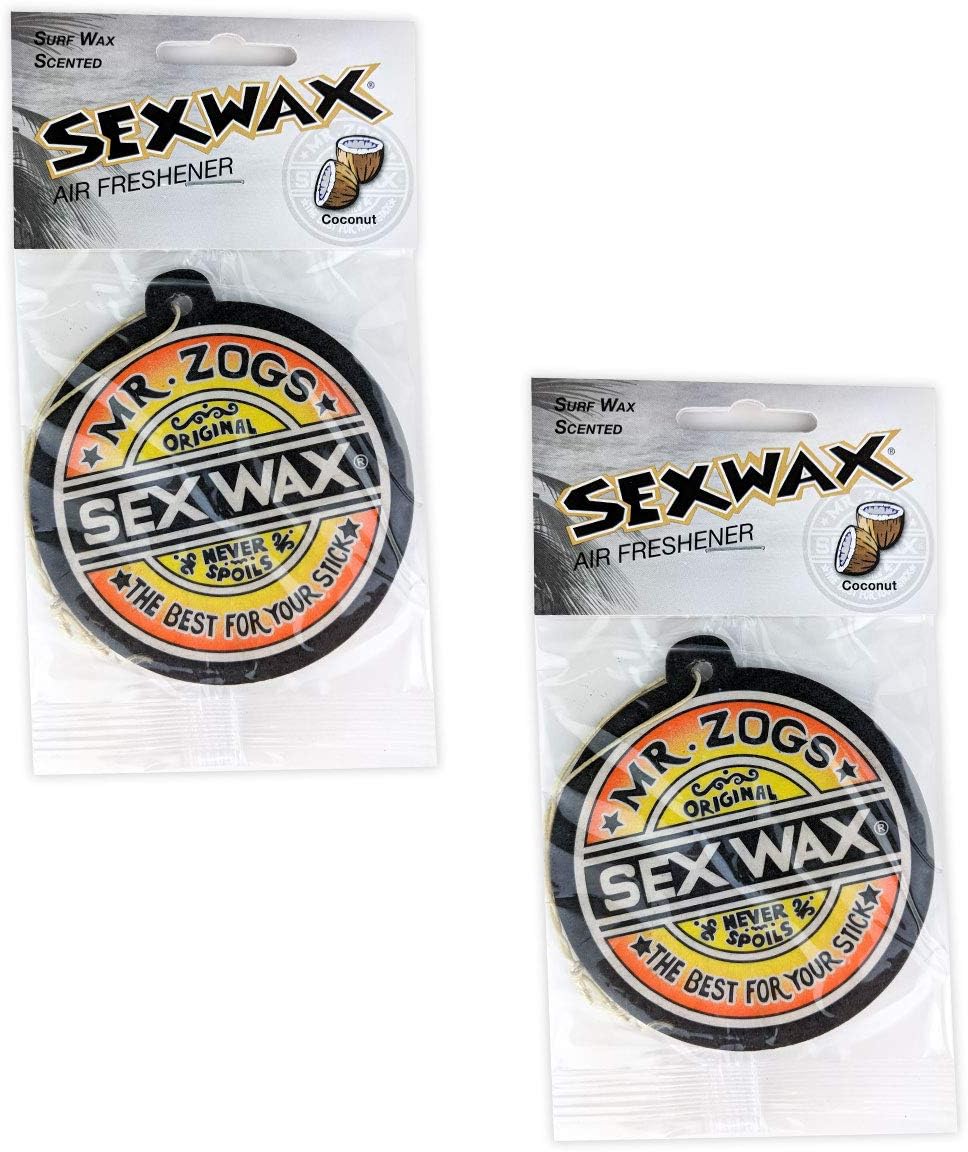 SURF WAX
SCENTED
SEXWAX®
AIR FRESHENER
Coconut
MR. ZOGS
ORIGINAL
SEX WAX®
NEVER
SPOILS
THE BEST FOR YOUR STICK
SURF WAX
SCENTED
SEXWAX®
AIR FRESHENER
Coconut
MR. ZOGS
ORIGINAL
SEX WAX®
NEVER
SPOILS
THE BEST FOR YOUR STICK